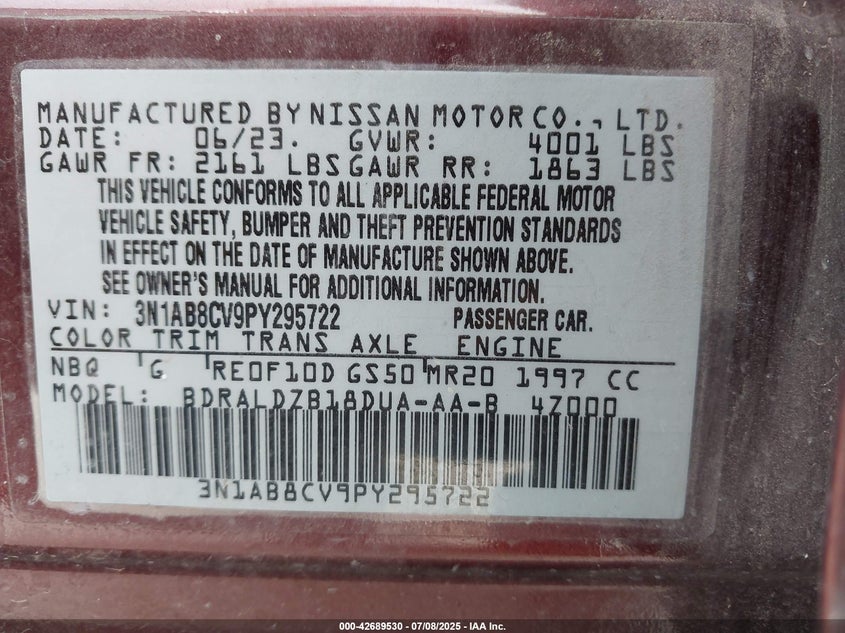 MANUFACTURED BY NISSAN MOTOR CO., LTD.
DATE: 06/23. GVWR: 4001 LBS
GAWR FR: 2161 LBS GAWR RR: 1863 LBS
THIS VEHICLE CONFORMS TO ALL APPLICABLE FEDERAL MOTOR
VEHICLE SAFETY, BUMPER AND THEFT PREVENTION STANDARDS
IN EFFECT ON THE DATE OF MANUFACTURE SHOWN ABOVE.
SEE OWNER'S MANUAL FOR ADDITIONAL INFORMATION.
VIN: 3N1AB8CV9PY295722 PASSENGER CAR.
COLOR TRIM TRANS AXLE ENGINE
NBQ G RE0F10D GS50 MR20 1997 CC
MODEL: BDRALDZB18DUA-AA-B 4Z000
3N1AB8CV9PY295722
000-42689530 - 07/08/2025 - IAA Inc.